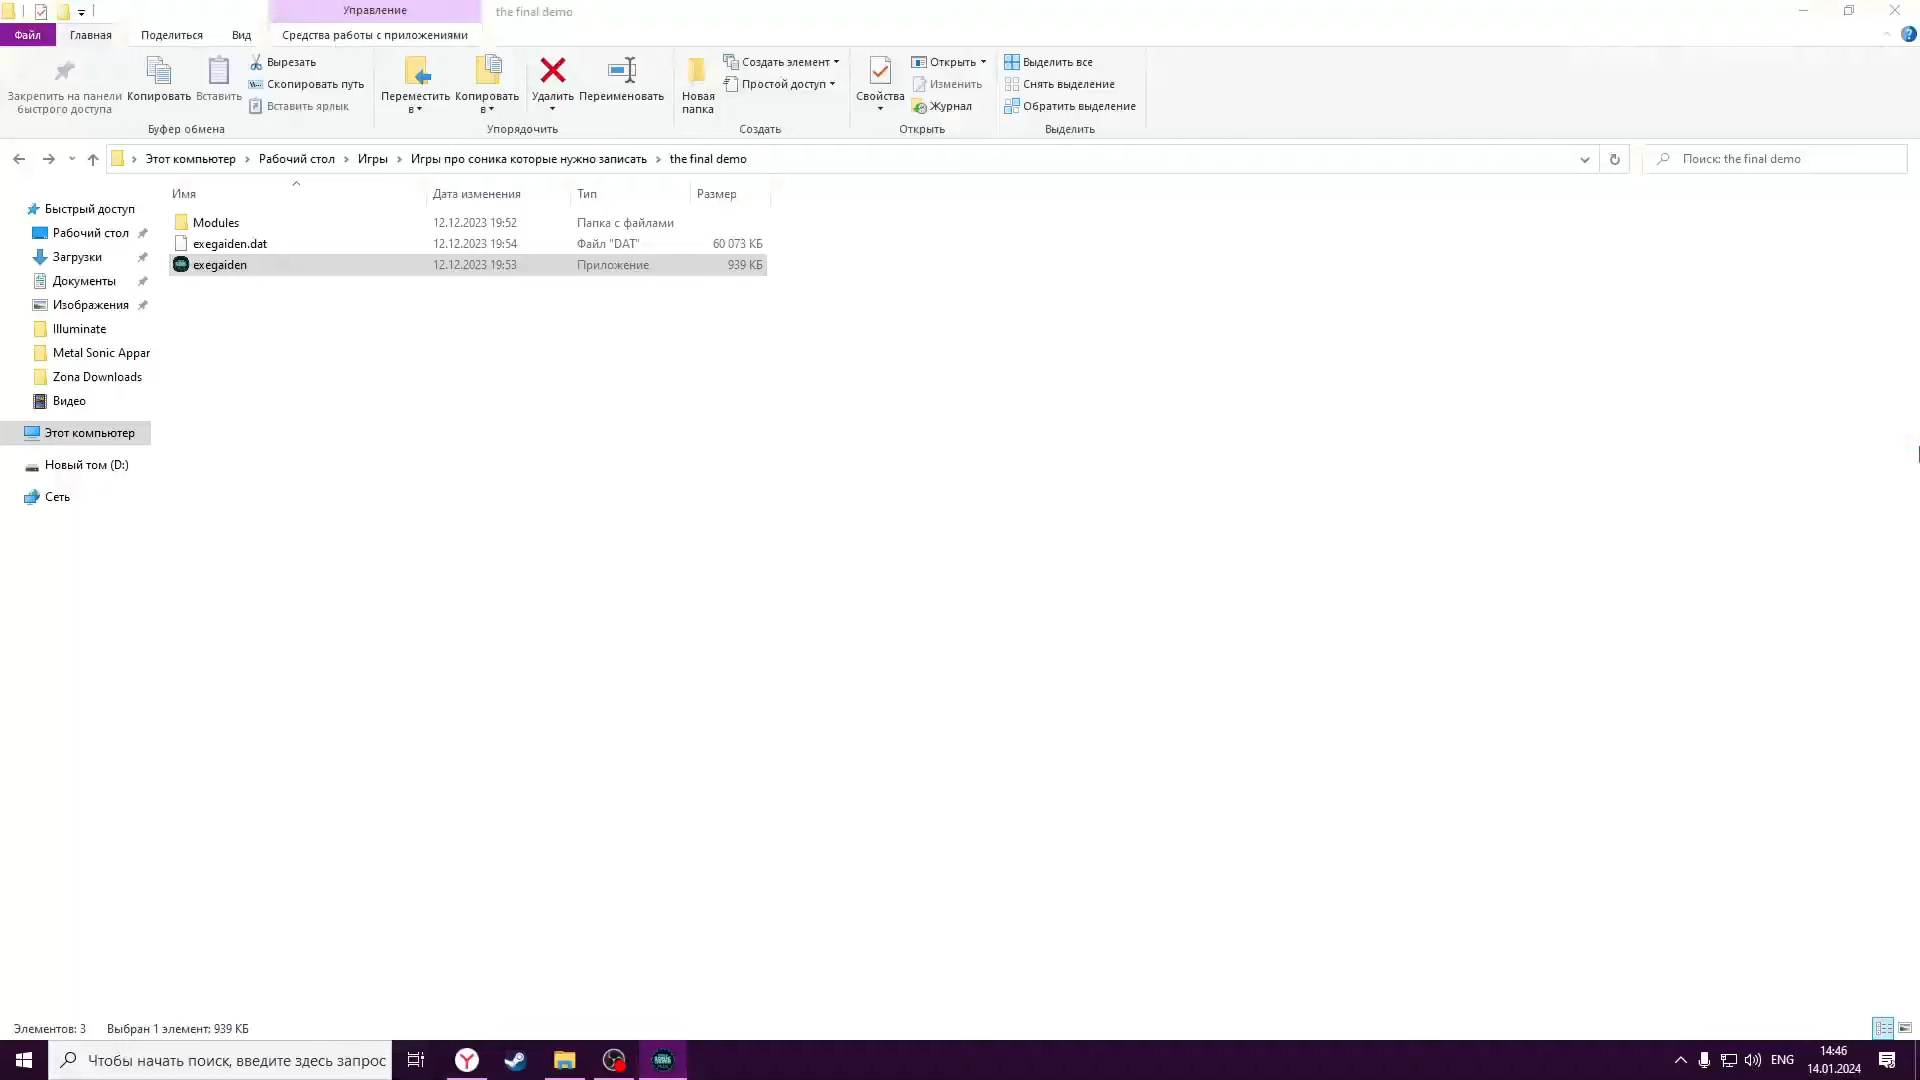 Управление
the final demo
Файл
Главная
Поделиться
Вид
Средства работы с приложениями
Закрепить на панели быстрого доступа
Копировать
Вставить
Вырезать
Скопировать путь
Вставить ярлык
Буфер обмена
Переместить в
Копировать в
Удалить
Переименовать
Упорядочить
Новая папка
Создать элемент
Простой доступ
Создать
Свойства
Открыть
Изменить
Журнал
Открыть
Выделить все
Снять выделение
Обратить выделение
Выделить
Этот компьютер
Рабочий стол
Игры
Игры про соника которые нужно записать
the final demo
Поиск: the final demo
Имя Дата изменения Тип Размер
Modules 12.12.2023 19:52 Папка с файлами
exegaiden.dat 12.12.2023 19:54 Файл "DAT" 60 073 КБ
exegaiden 12.12.2023 19:53 Приложение 939 КБ
Быстрый доступ
Рабочий стол
Загрузки
Документы
Изображения
Illuminate
Metal Sonic Appar
Zona Downloads
Видео
Этот компьютер
Новый том (D:)
Сеть
Элементов: 3
Выбран 1 элемент: 939 КБ
Чтобы начать поиск, введите здесь запрос
ENG
14:46
14.01.2024